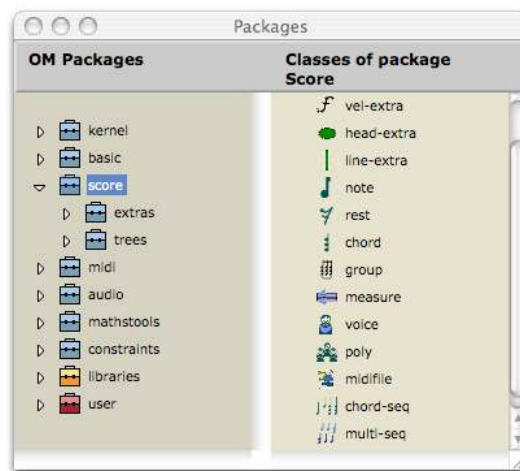 Packages
OM Packages
Classes of package
Score
kernel
basic
score
extras
trees
midi
audio
mathstools
constraints
libraries
user
vel-extra
head-extra
line-extra
note
rest
chord
group
measure
voice
poly
midifile
chord-seq
multi-seq